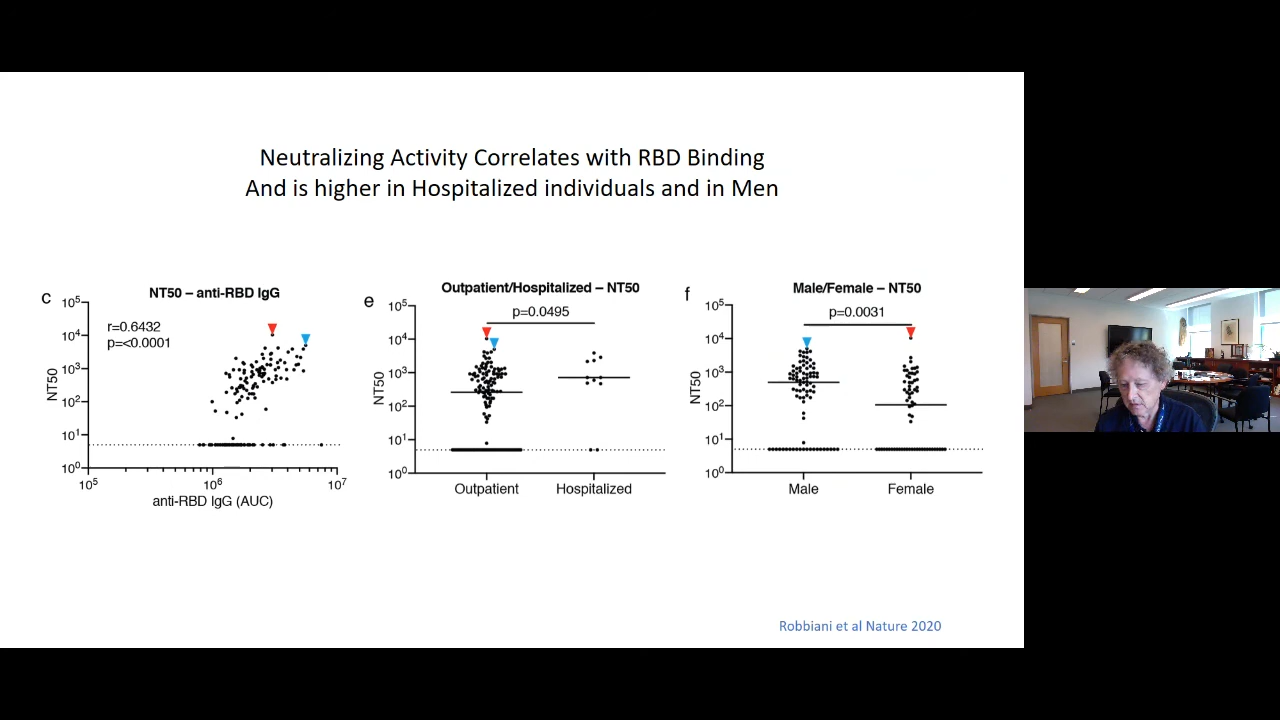 Neutralizing Activity Correlates with RBD Binding
And is higher in Hospitalized individuals and in Men
c
NT50 – anti-RBD IgG
r=0.6432
p=<0.0001
NT50
10⁵
10⁴
10³
10²
10¹
10⁰
10⁵
10⁶
10⁷
anti-RBD IgG (AUC)
e
Outpatient/Hospitalized – NT50
p=0.0495
NT50
10⁵
10⁴
10³
10²
10¹
10⁰
Outpatient
Hospitalized
f
Male/Female – NT50
p=0.0031
NT50
10⁵
10⁴
10³
10²
10¹
10⁰
Male
Female
Robbiani et al Nature 2020